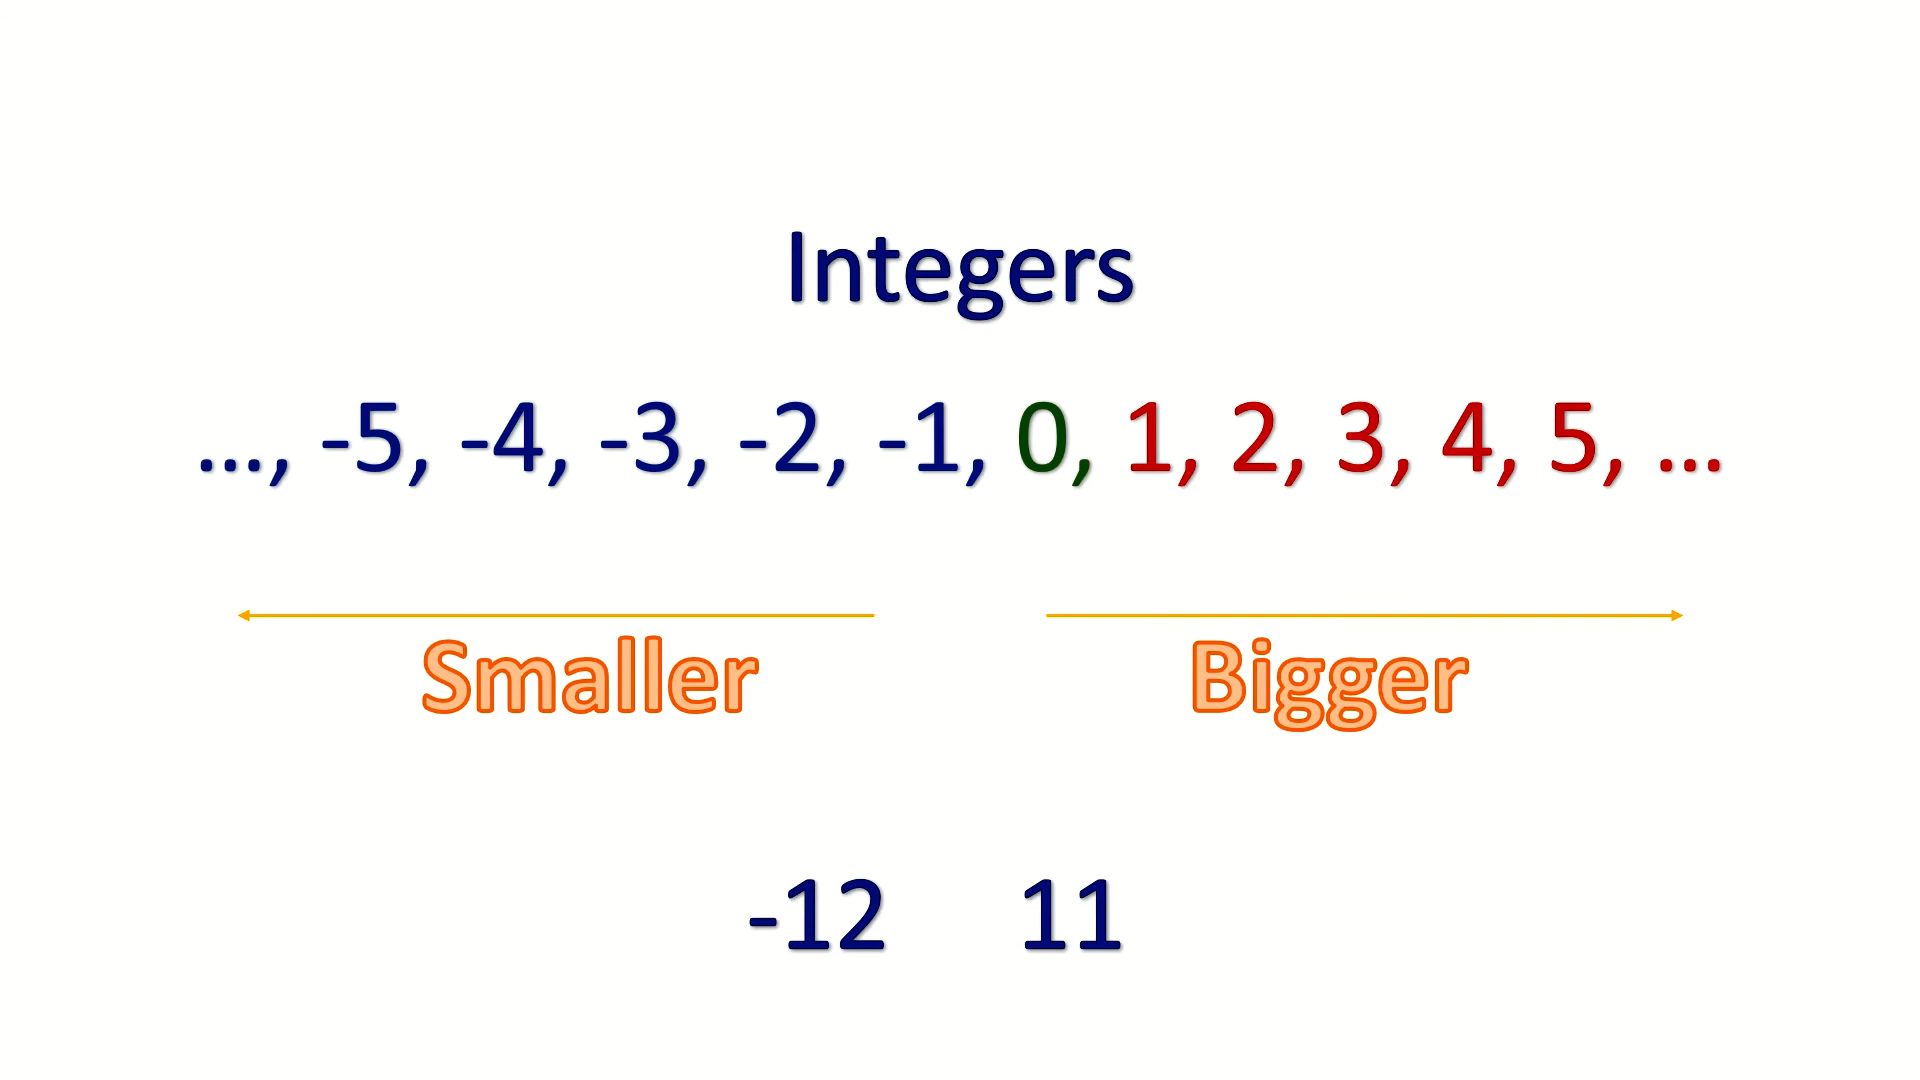 Integers
..., -5, -4, -3, -2, -1, 0, 1, 2, 3, 4, 5, ...
Smaller Bigger
-12 11